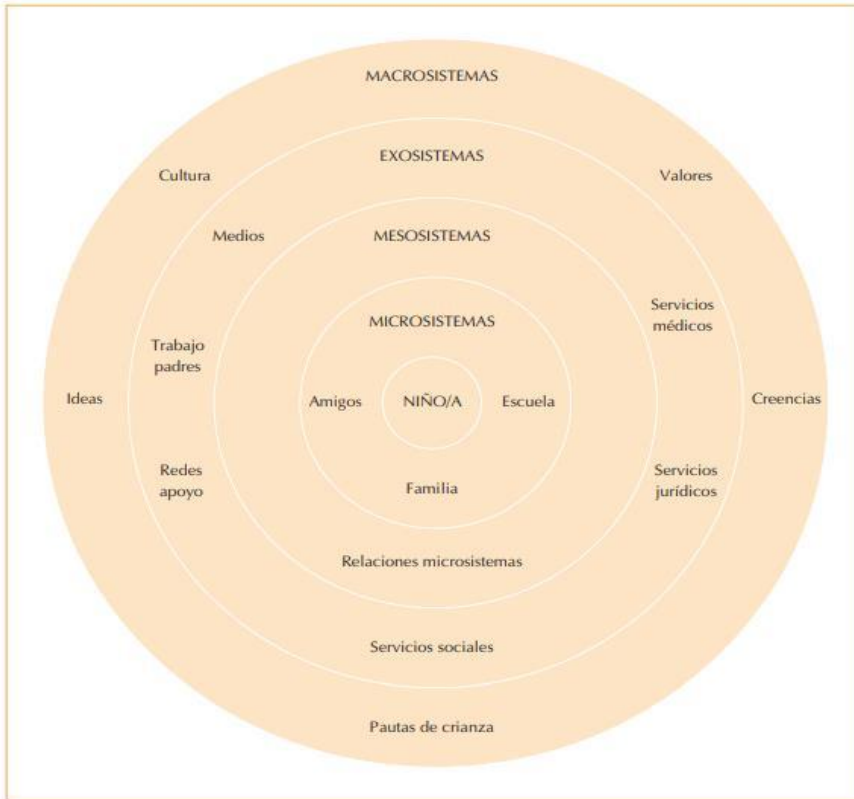 MACROSISTEMAS
EXOSISTEMAS
Cultura
Valores
Medios
MESOSISTEMAS
Servicios
médicos
MICROSISTEMAS
Trabajo
padres
Ideas
Amigos
NIÑO/A
Escuela
Creencias
Redes
apoyo
Familia
Servicios
jurídicos
Relaciones microsistemas
Servicios sociales
Pautas de crianza